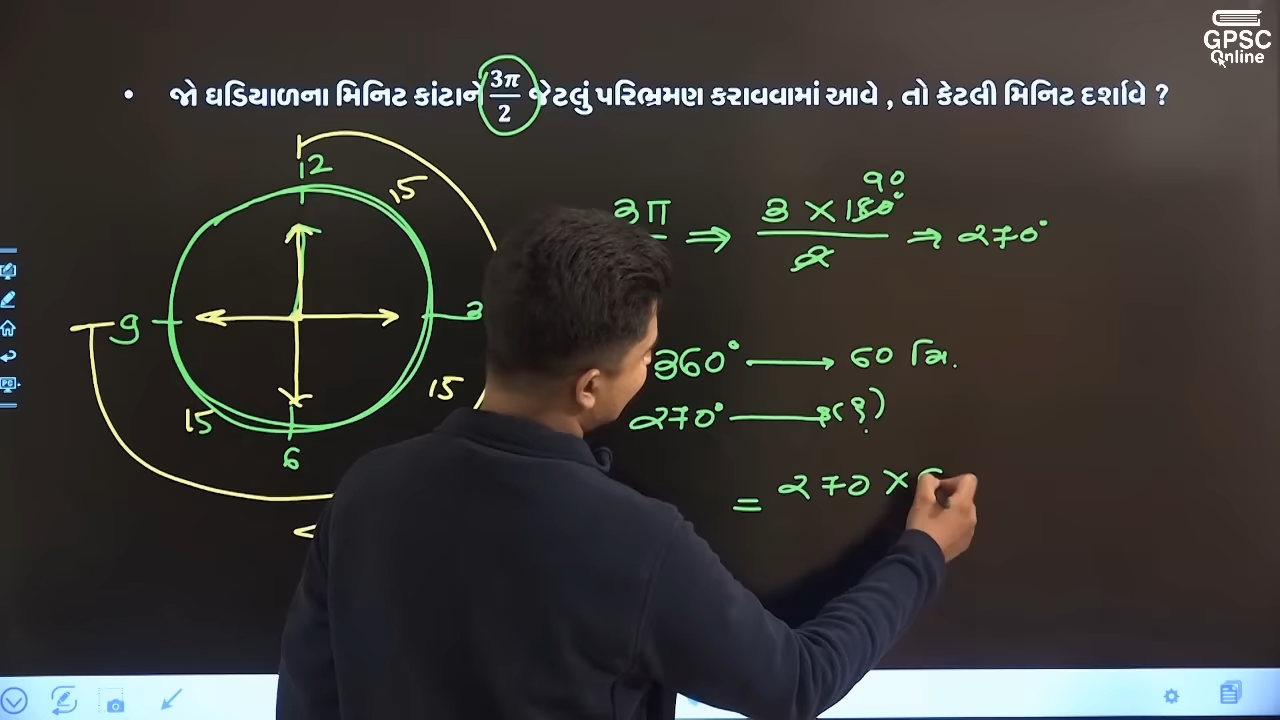 GPSC
Online
• જો ઘડિયાળના મિનિટ કાંટાને 3π/2 જેટલું પરિભ્રમણ કરાવવામાં આવે , તો કેટલી મિનિટ દર્શાવે ?
12
15
9
3
15
15
6
3π ⇒ 3 × 180°/2 ⇒ 270°
90
360° → 60 મિ.
270° → (?)
= 270 ×